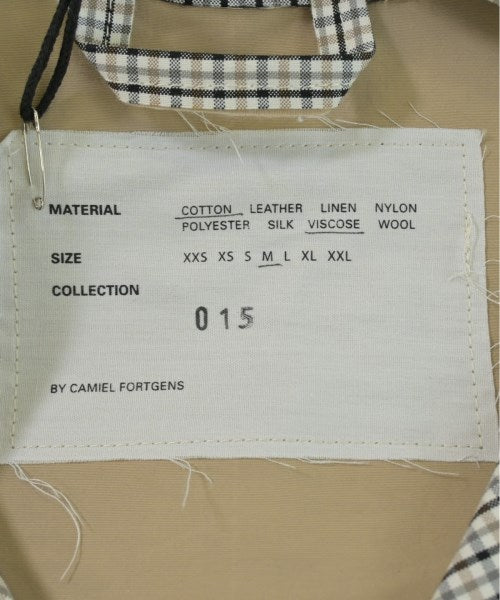 MATERIAL COTTON LEATHER LINEN NYLON
POLYESTER SILK VISCOSE WOOL
SIZE XXS XS S M L XL XXL
COLLECTION
015
BY CAMIEL FORTGENS